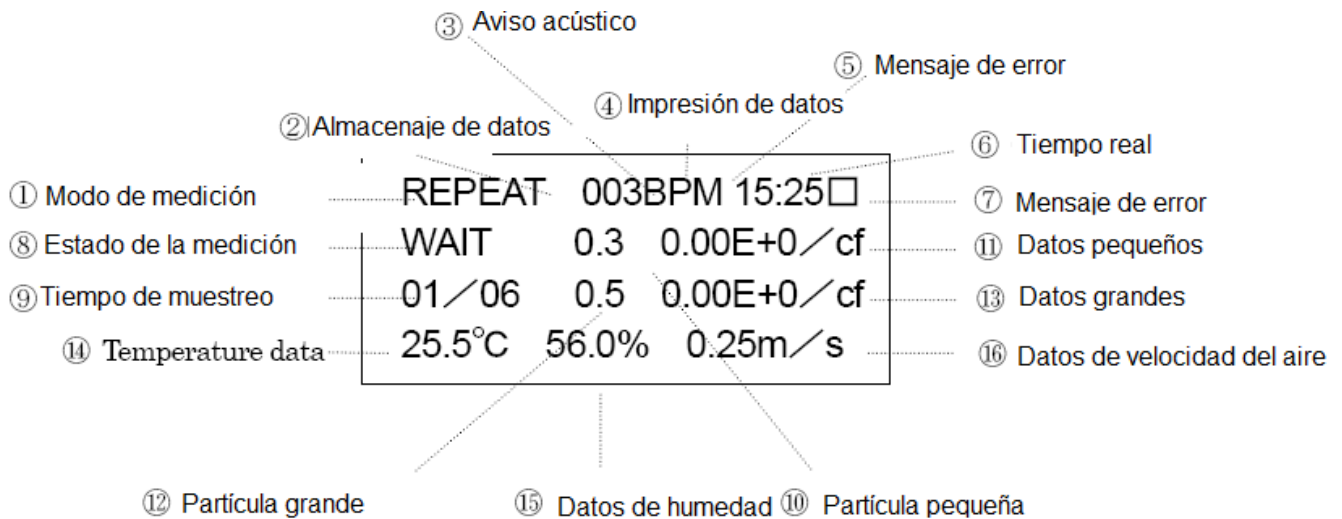 ③ Aviso acústico
⑤ Mensaje de error
④ Impresión de datos
② Almacenaje de datos
⑥ Tiempo real
① Modo de medición
REPEAT 003BPM 15:25□
⑦ Mensaje de error
⑧ Estado de la medición
WAIT 0.3 0.00E+0／cf
⑪ Datos pequeños
⑨ Tiempo de muestreo
01／06 0.5 0.00E+0／cf
⑬ Datos grandes
⑭ Temperature data
25.5℃ 56.0% 0.25m／s
⑯ Datos de velocidad del aire
⑫ Partícula grande
⑮ Datos de humedad
⑩ Partícula pequeña